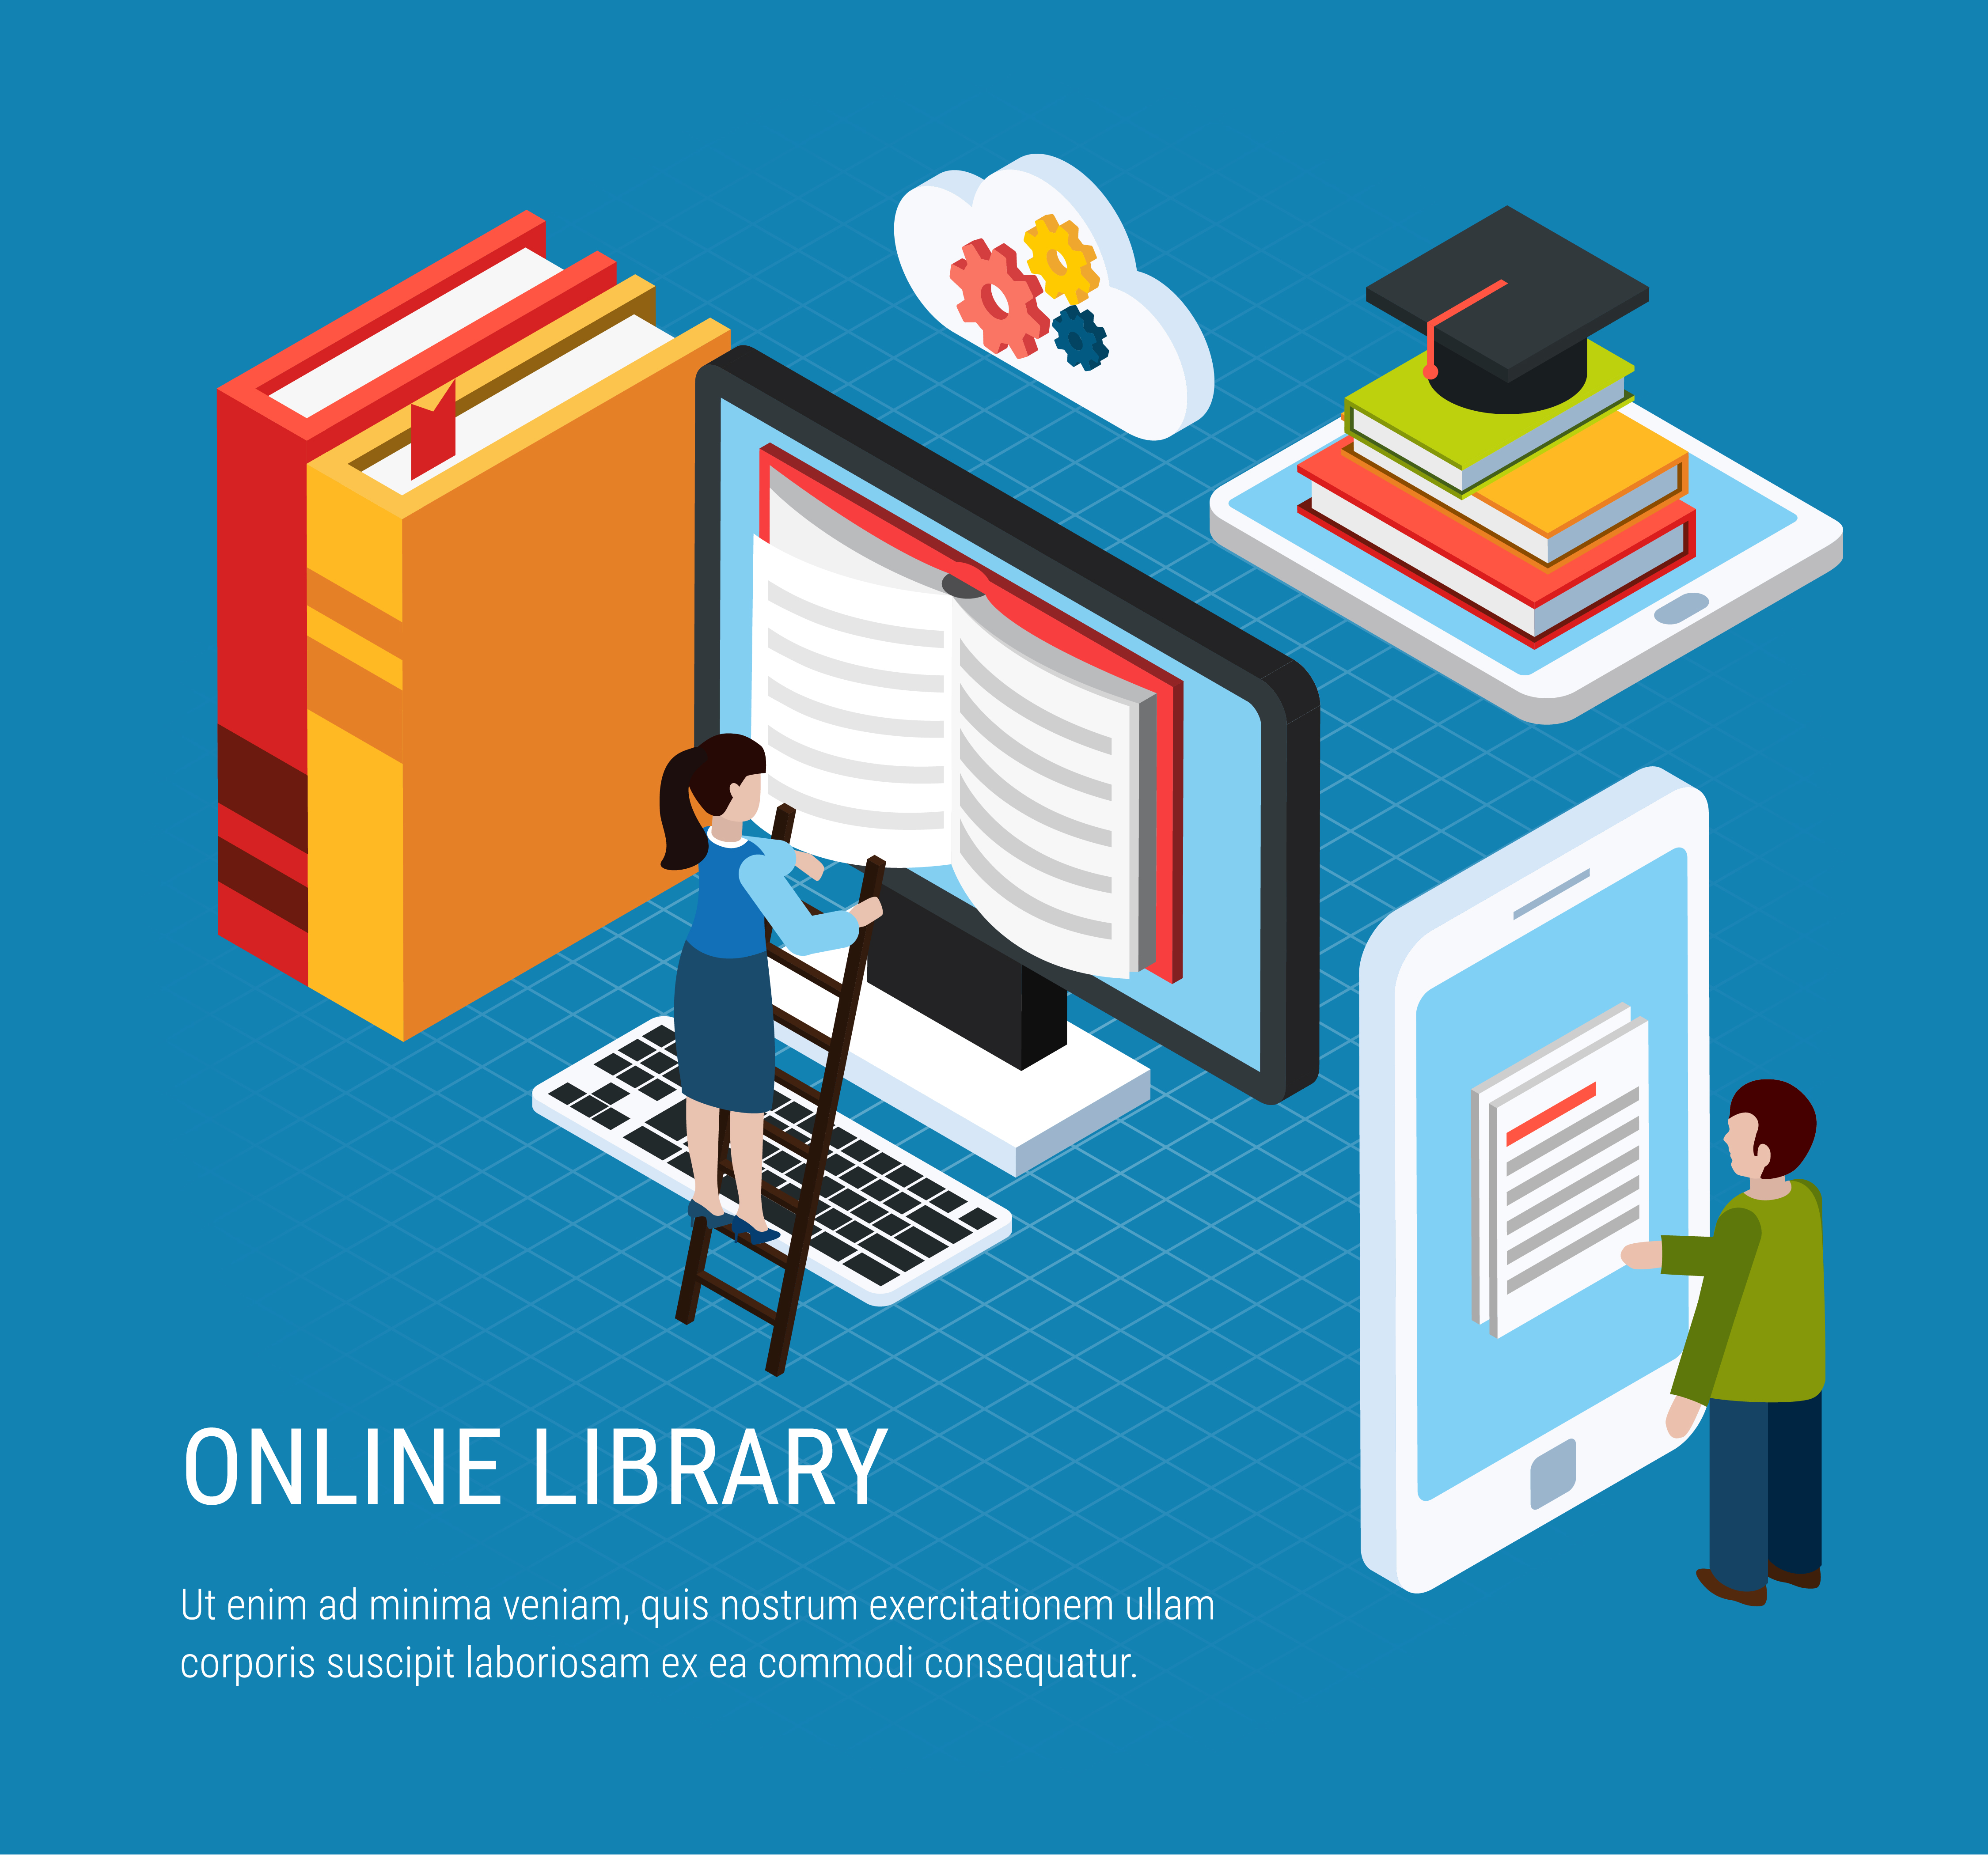 ONLINE LIBRARY
Ut enim ad minima veniam, quis nostrum exercitationem ullam
corporis suscipit laboriosam ex ea commodi consequatur.